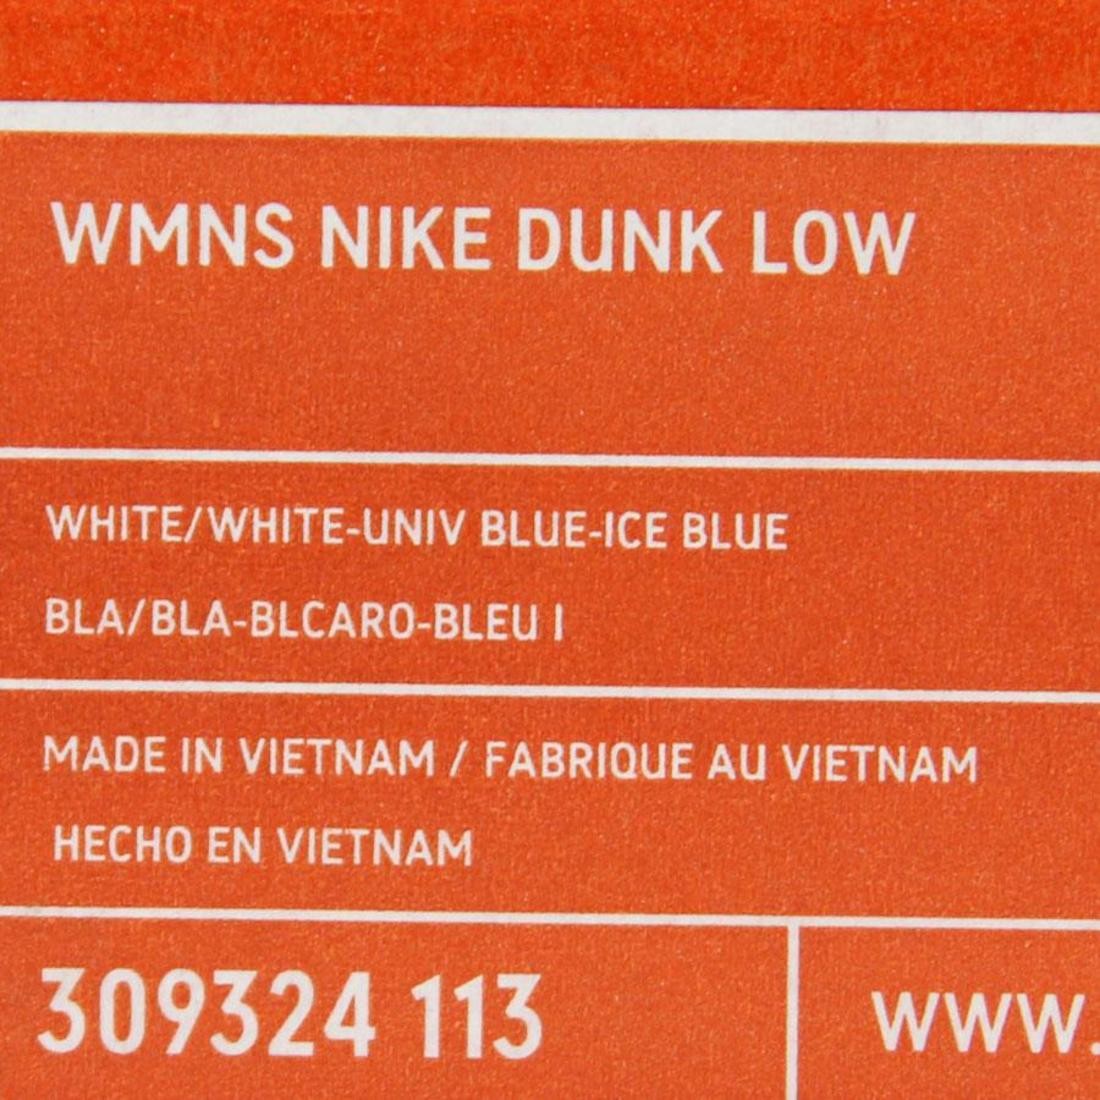 WMNS NIKE DUNK LOW
WHITE/WHITE-UNIV BLUE-ICE BLUE
BLA/BLA-BLCARO-BLEU I
MADE IN VIETNAM / FABRIQUE AU VIETNAM
HECHO EN VIETNAM
309324 113
WWW.